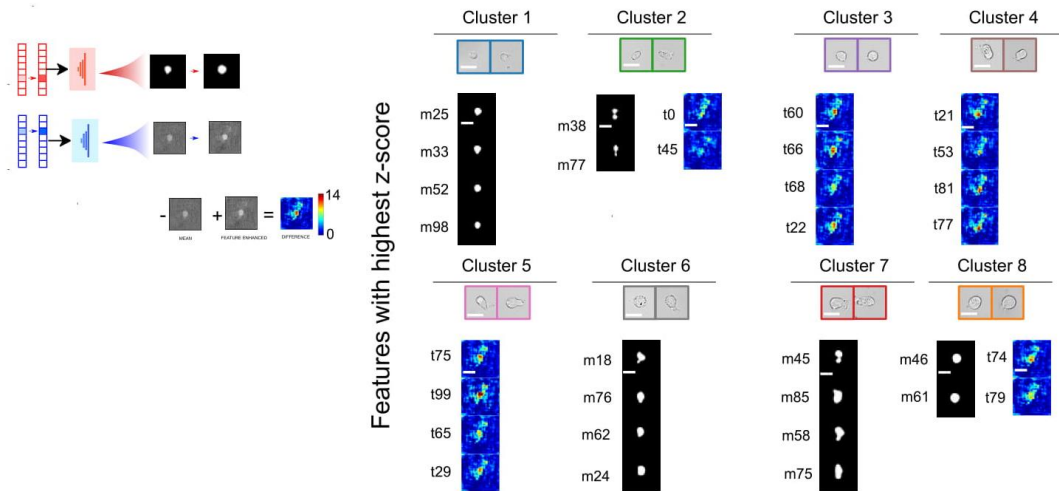 14
- + =
0
MEAN FEATURE ENHANCED DIFFERENCE
Features with highest z-score
Cluster 1
m25
m33
m52
m98
Cluster 2
m38
m77
t0
t45
Cluster 3
t60
t66
t68
t22
Cluster 4
t21
t53
t81
t77
Cluster 5
t75
t99
t65
t29
Cluster 6
m18
m76
m62
m24
Cluster 7
m45
m85
m58
m75
Cluster 8
m46
m61
t74
t79